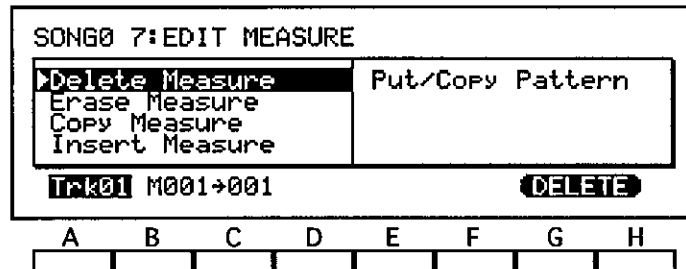 SONG0 7:EDIT MEASURE
▶Delete Measure Put/Copy Pattern
Erase Measure
Copy Measure
Insert Measure
Trk01 M001→001 DELETE
A B C D E F G H